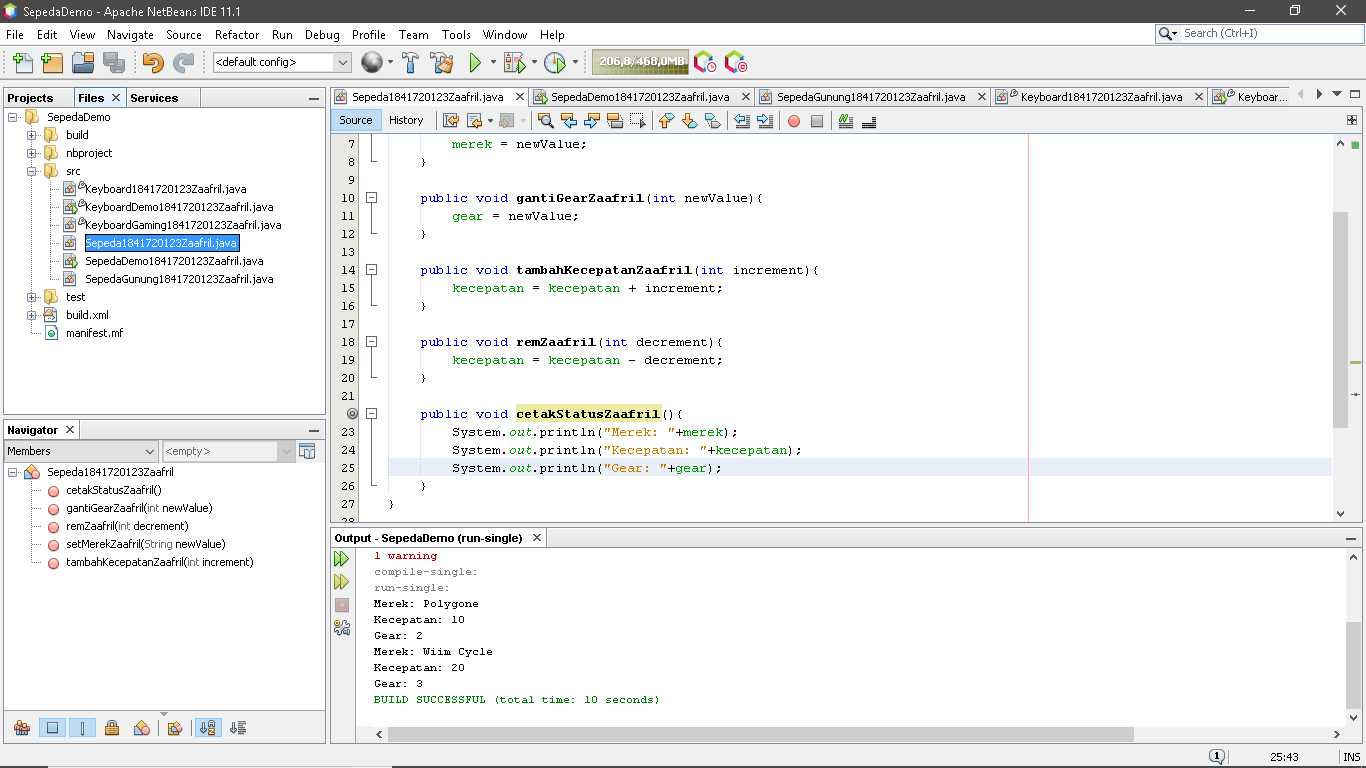 SepedaDemo - Apache NetBeans IDE 11.1
File Edit View Navigate Source Refactor Run Debug Profile Team Tools Window Help
Search (Ctrl+I)
<default config>
206,8/468,0MB
Projects Files Services
SepedaDemo
build
nbproject
src
Keyboard1841720123Zaafril.java
KeyboardDemo1841720123Zaafril.java
KeyboardGaming1841720123Zaafril.java
Sepeda1841720123Zaafril.java
SepedaDemo1841720123Zaafril.java
SepedaGunung1841720123Zaafril.java
test
build.xml
manifest.mf
Navigator
Members <empty>
Sepeda1841720123Zaafril
cetakStatusZaafril()
gantiGearZaafril(int newValue)
remZaafril(int decrement)
setMerekZaafril(String newValue)
tambahKecepatanZaafril(int increment)
Sepeda1841720123Zaafril.java SepedaDemo1841720123Zaafril.java SepedaGunung1841720123Zaafril.java Keyboard1841720123Zaafril.java Keyboar...
Source History
7 merek = newValue;
8 }
9
10 public void gantiGearZaafril(int newValue){
11 gear = newValue;
12 }
13
14 public void tambahKecepatanZaafril(int increment){
15 kecepatan = kecepatan + increment;
16 }
17
18 public void remZaafril(int decrement){
19 kecepatan = kecepatan - decrement;
20 }
21
public void cetakStatusZaafril(){
23 System.out.println("Merek: "+merek);
24 System.out.println("Kecepatan: "+kecepatan);
25 System.out.println("Gear: "+gear);
26 }
27 }
28
Output - SepedaDemo (run-single)
1 warning
compile-single:
run-single:
Merek: Polygone
Kecepatan: 10
Gear: 2
Merek: Wiim Cycle
Kecepatan: 20
Gear: 3
BUILD SUCCESSFUL (total time: 10 seconds)
1 25:43 INS